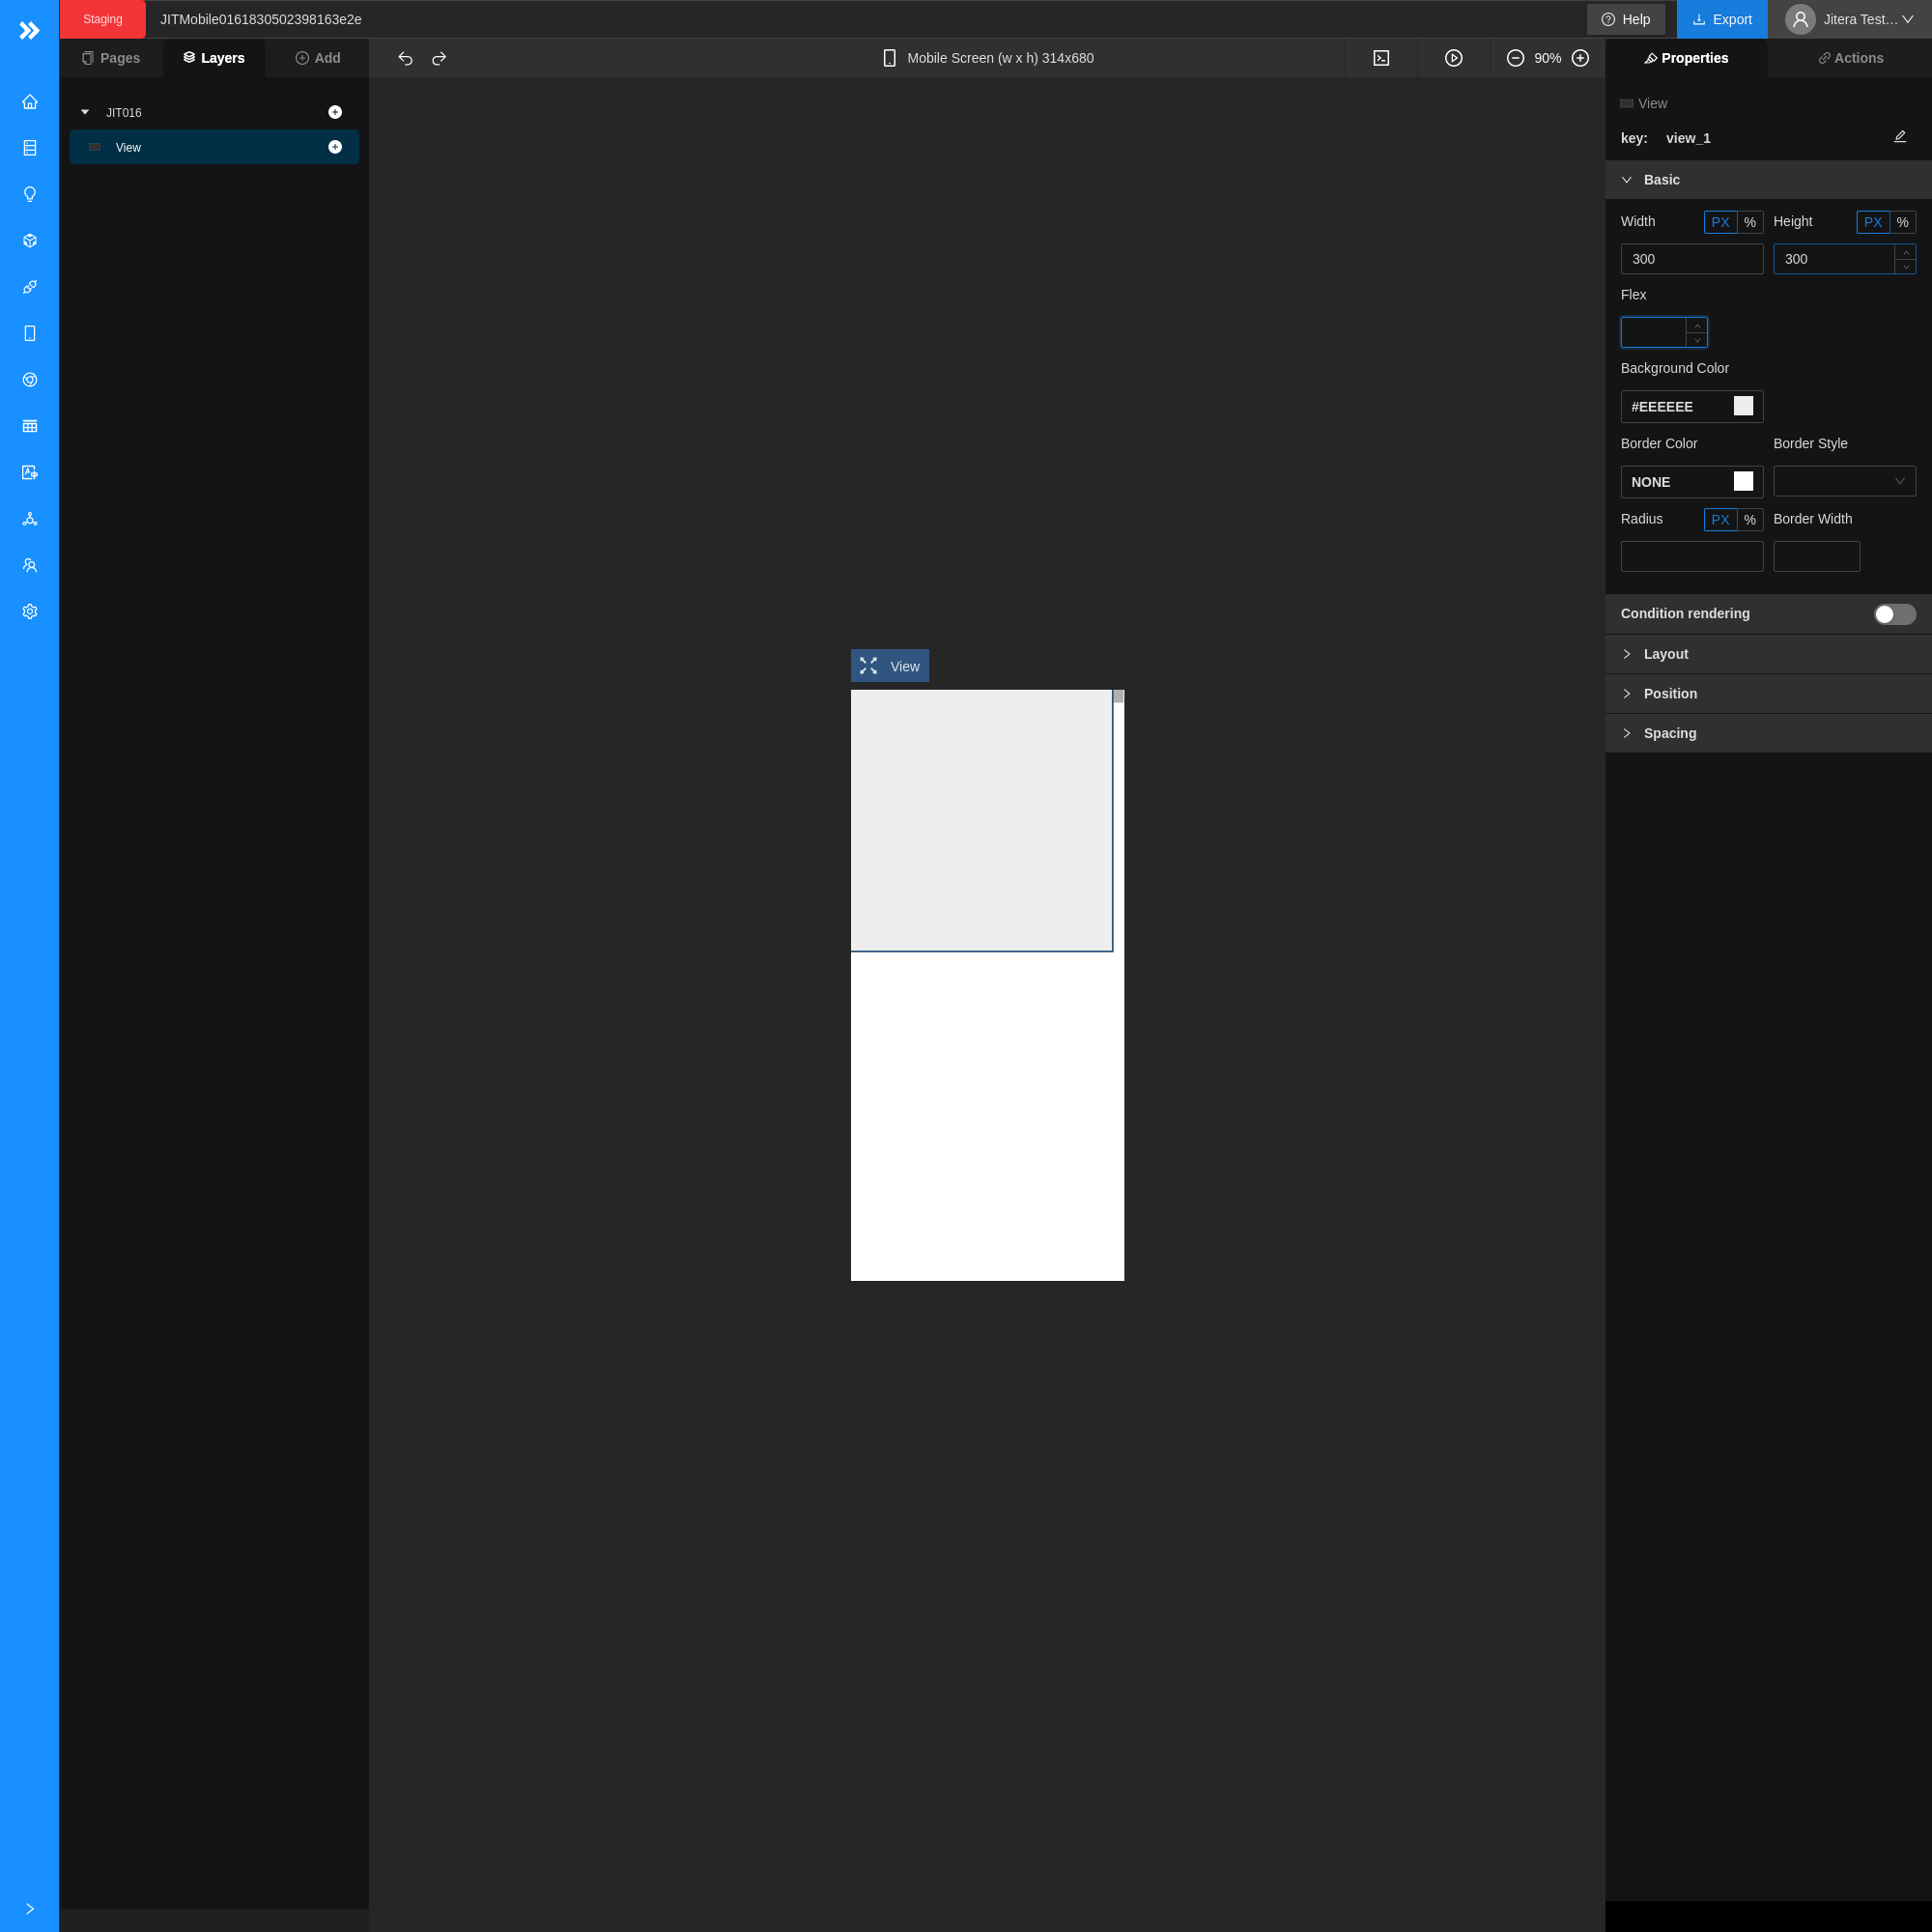 Staging
JITMobile0161830502398163e2e
Help
Export
Jitera Test…
Pages
Layers
Add
Mobile Screen (w x h) 314x680
90%
Properties
Actions
JIT016
View
View
key: view_1
Basic
Width PX % Height PX %
300 300
Flex
Background Color
#EEEEEE
Border Color Border Style
NONE
Radius PX % Border Width
Condition rendering
Layout
Position
Spacing
View